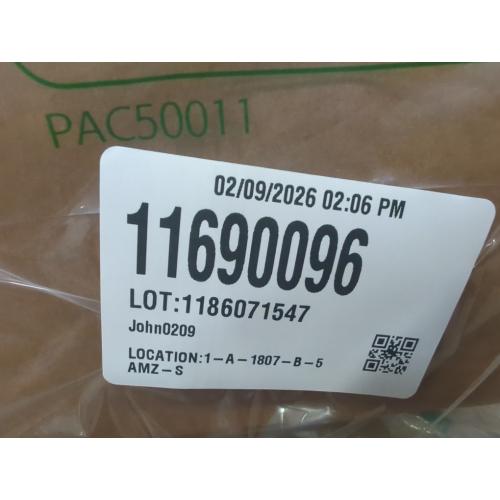 PAC50011
02/09/2026 02:06 PM
11690096
LOT:1186071547
John0209
LOCATION:1-A-1807-B-5
AMZ-S